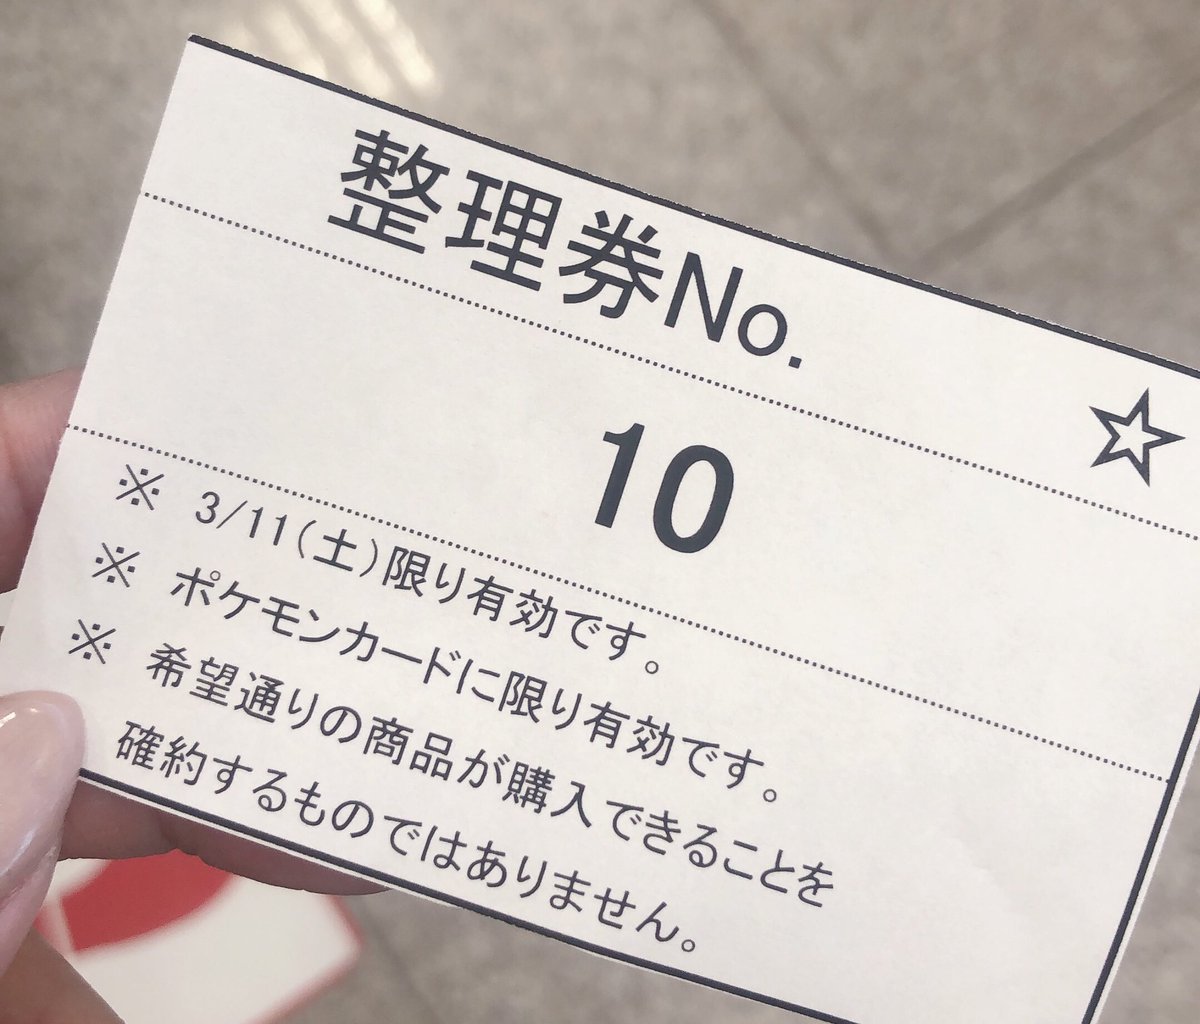 整理券No.
☆
10
※ 3/11(土)限り有効です。
※ ポケモンカードに限り有効です。
※ 希望通りの商品が購入できることを
確約するものではありません。